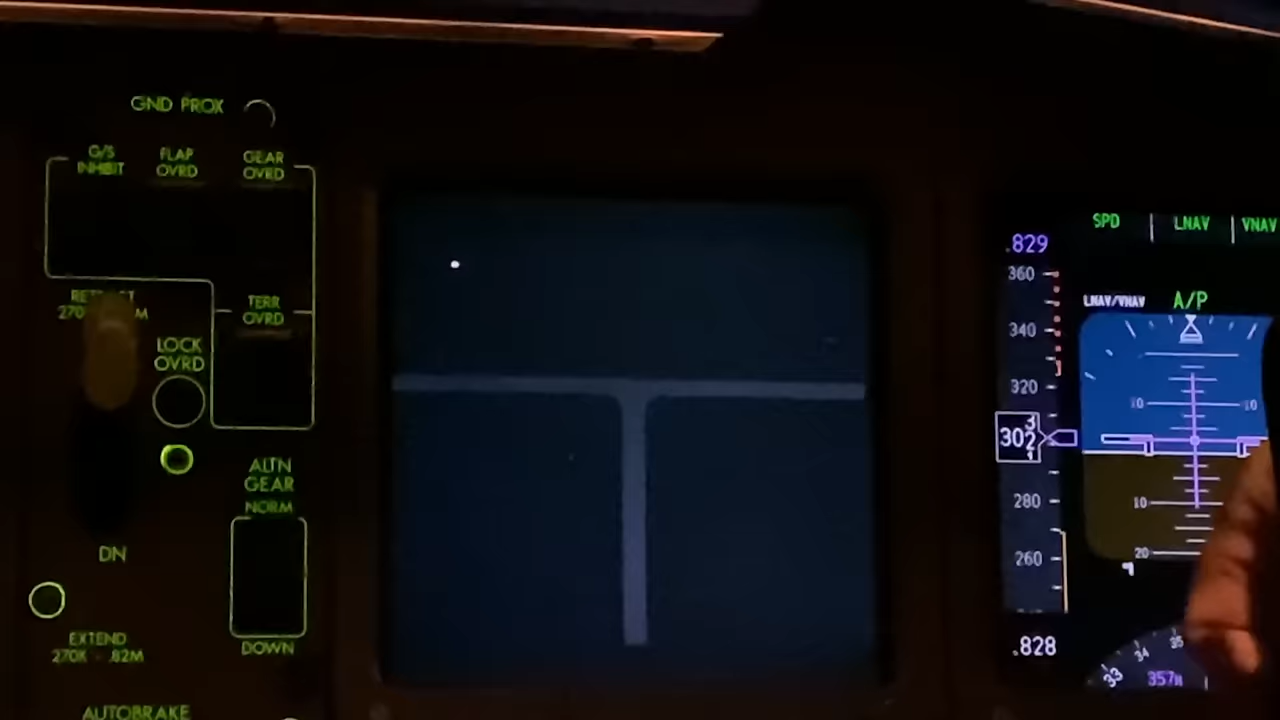 GND PROX
G/S INHIBIT
FLAP OVRD
GEAR OVRD
TERR OVRD
LOCK OVRD
ALTN GEAR
NORM
DOWN
DN
EXTEND
270K - .82M
AUTOBRAKE
SPD LNAV VNAV
.829
360
LNAV/VNAV A/P
340
320
10 10
302
280
10
260
20
.828
33 34 35
357